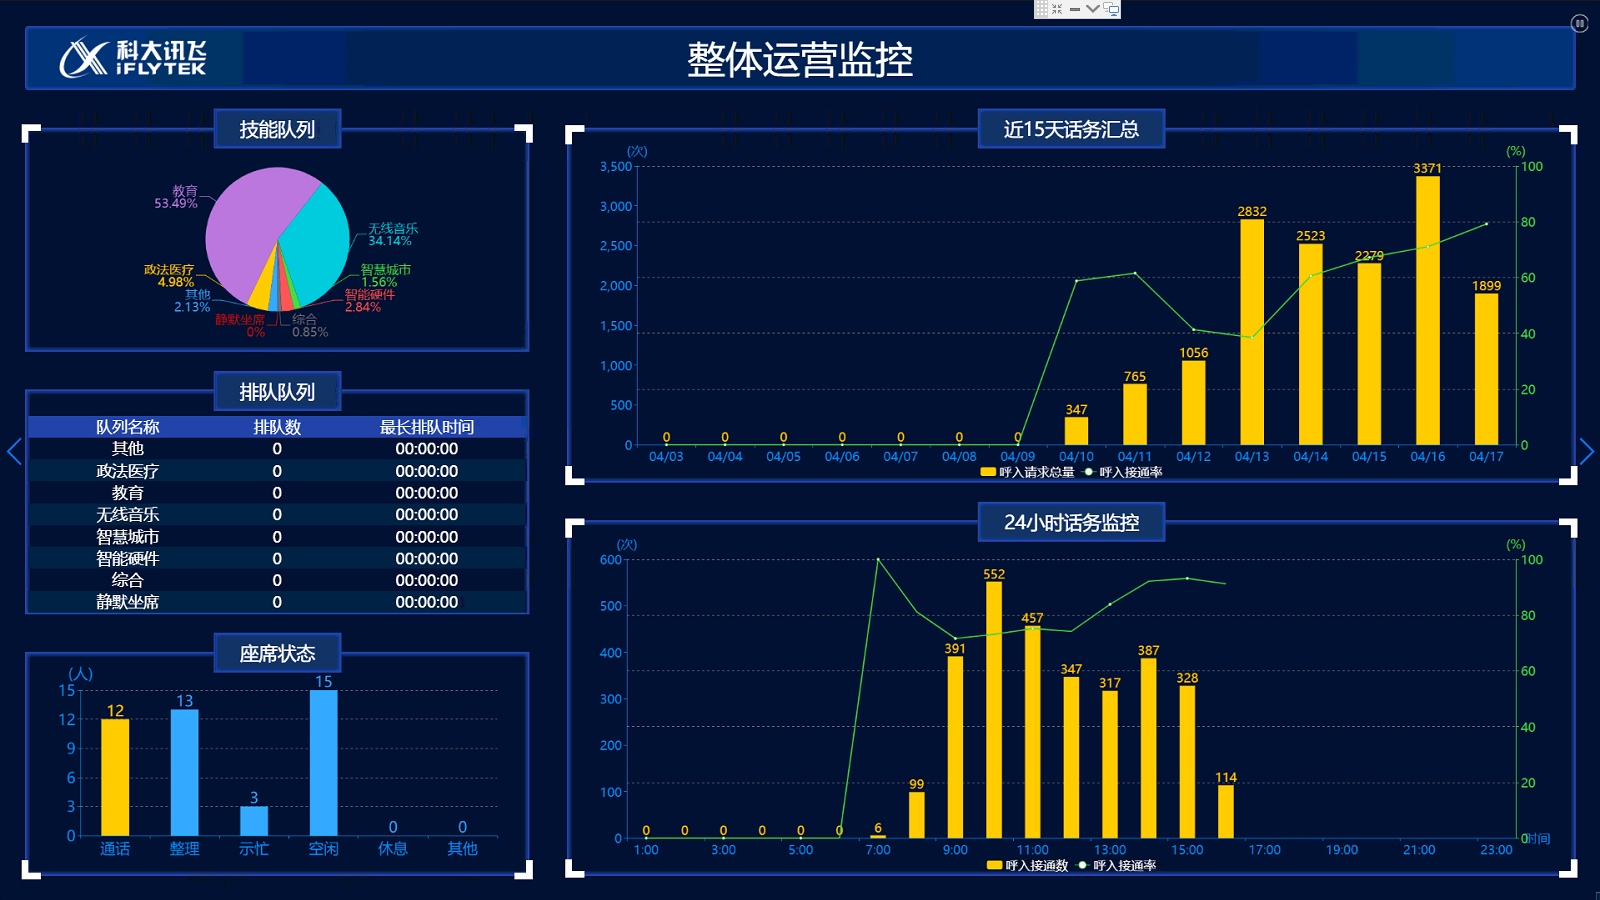 科大讯飞
iFLYTEK
整体运营监控
技能队列
教育
53.49%
无线音乐
34.14%
智慧城市
1.56%
智能硬件
2.84%
综合
0.85%
静默坐席
0%
其他
2.13%
政法医疗
4.98%
排队队列
队列名称 排队数 最长排队时间
其他 0 00:00:00
政法医疗 0 00:00:00
教育 0 00:00:00
无线音乐 0 00:00:00
智慧城市 0 00:00:00
智能硬件 0 00:00:00
综合 0 00:00:00
静默坐席 0 00:00:00
座席状态
(人)
15
12
9
6
3
0
12 13 3 15 0 0
通话 整理 示忙 空闲 休息 其他
近15天话务汇总
(次) (%)
3,500 100
3,000
2,500 80
2,000 60
1,500 40
1,000
500 20
0 0
0 0 0 0 0 0 0 347 765 1056 2832 2523 2279 3371 1899
04/03 04/04 04/05 04/06 04/07 04/08 04/09 04/10 04/11 04/12 04/13 04/14 04/15 04/16 04/17
呼入请求总量 呼入接通率
24小时话务监控
(次) (%)
600 100
500 80
400
300 60
200 40
100 20
0 0
0 0 0 0 0 0 6 99 391 552 457 347 317 387 328 114
时间
1:00 3:00 5:00 7:00 9:00 11:00 13:00 15:00 17:00 19:00 21:00 23:00
呼入接通数 呼入接通率